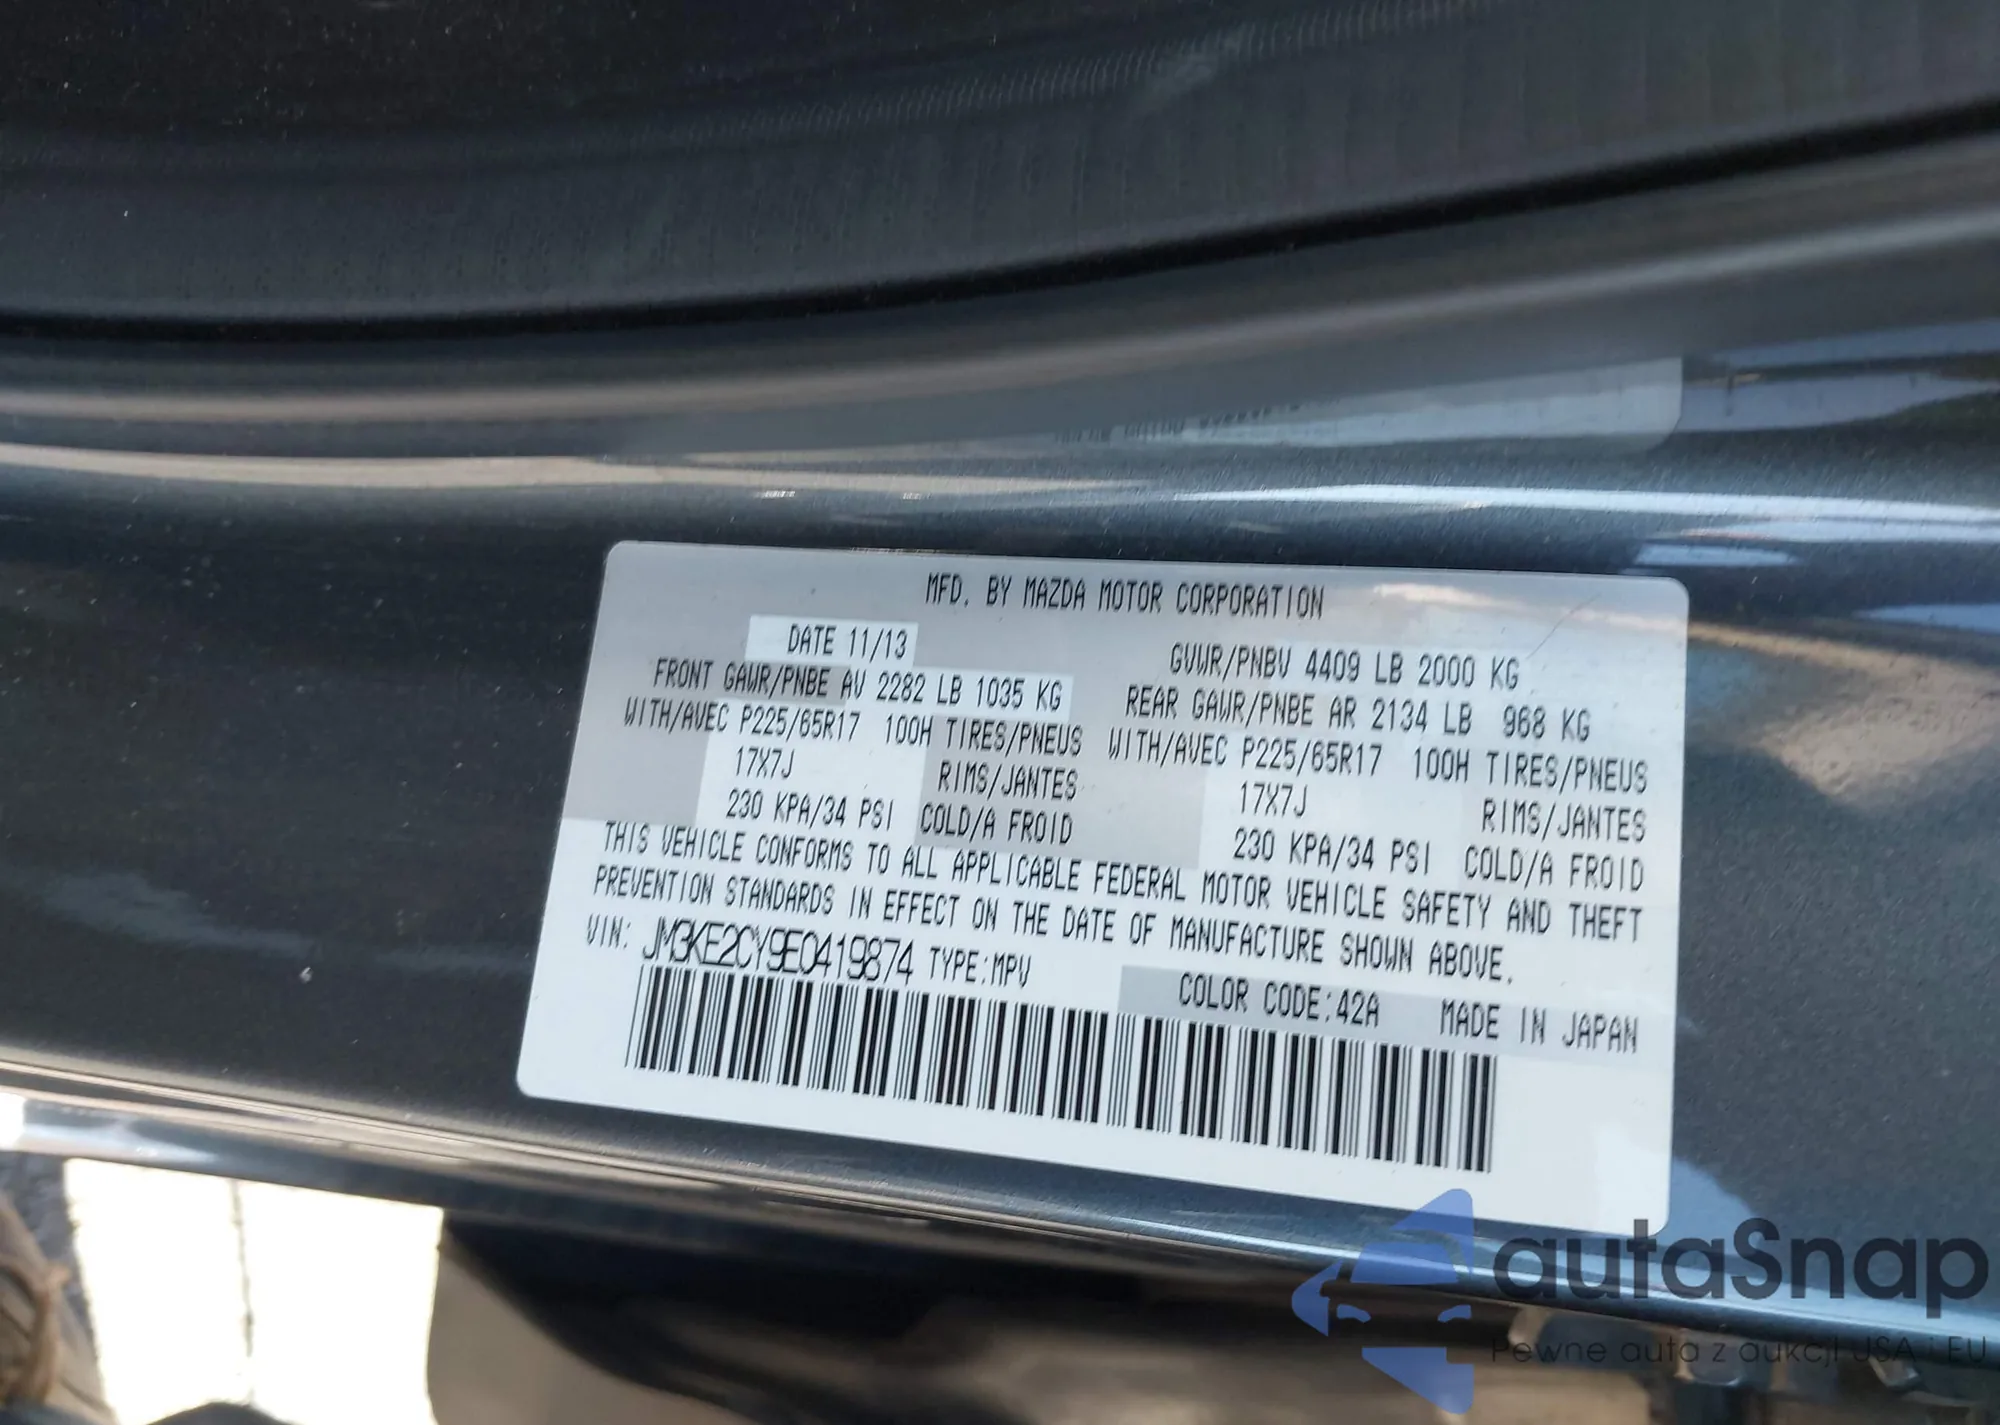 MFD. BY MAZDA MOTOR CORPORATION
DATE 11/13 GVWR/PNBV 4409 LB 2000 KG
FRONT GAWR/PNBE AV 2282 LB 1035 KG REAR GAWR/PNBE AR 2134 LB 968 KG
WITH/AVEC P225/65R17 100H TIRES/PNEUS WITH/AVEC P225/65R17 100H TIRES/PNEUS
17X7J RIMS/JANTES 17X7J RIMS/JANTES
230 KPA/34 PSI COLD/A FROID 230 KPA/34 PSI COLD/A FROID
THIS VEHICLE CONFORMS TO ALL APPLICABLE FEDERAL MOTOR VEHICLE SAFETY AND THEFT
PREVENTION STANDARDS IN EFFECT ON THE DATE OF MANUFACTURE SHOWN ABOVE.
VIN: JM3KE2CY9E0419874 TYPE:MPV
COLOR CODE:42A MADE IN JAPAN
autaSnap
Pewne auta z aukcji USA i EU